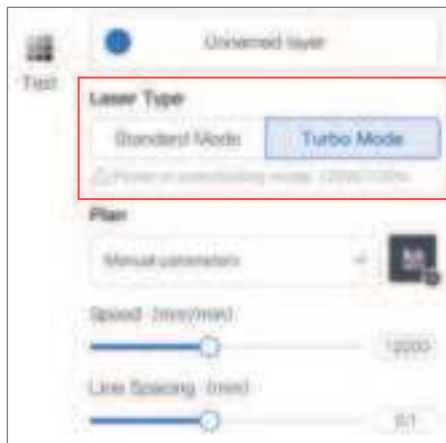 Test
Unnamed layer
Laser Type
Standard Mode
Turbo Mode
Plan
Manual parameters
Speed (mm/min)
12000
Line Spacing (mm)
0.1